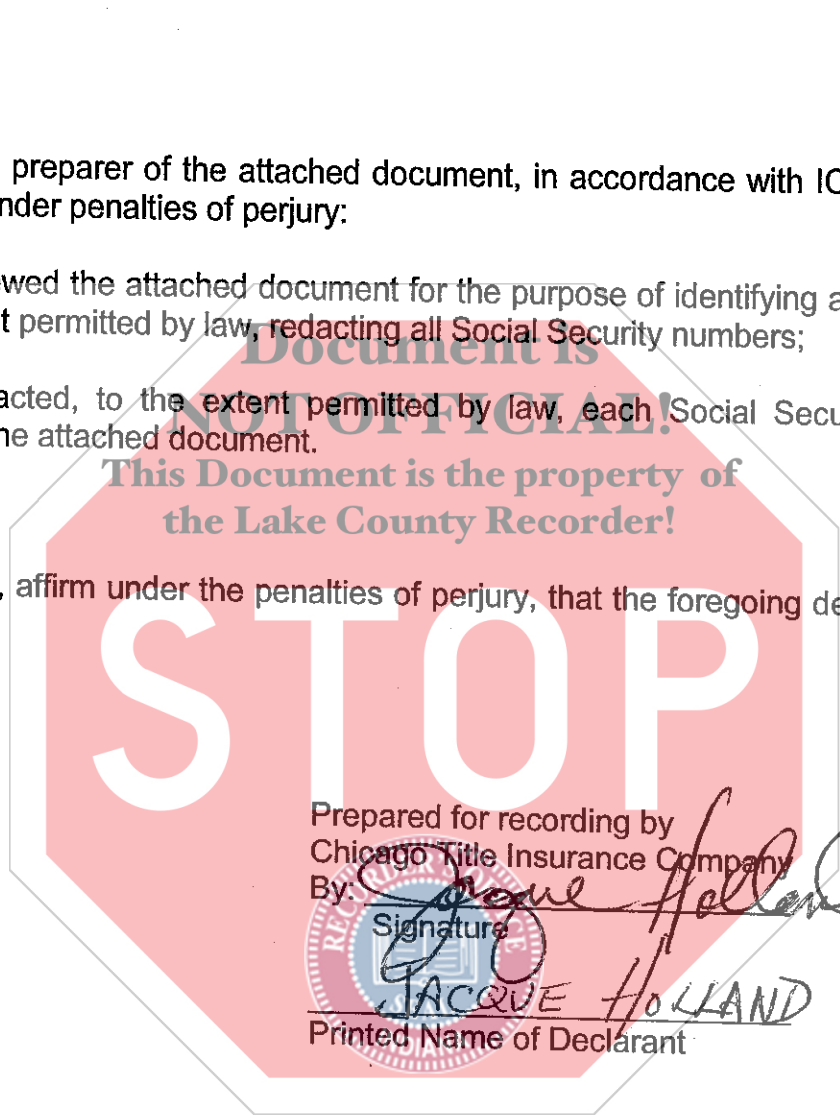 preparer of the attached document, in accordance with IC
nder penalties of perjury:
wed the attached document for the purpose of identifying a
t permitted by law, redacting all Social Security numbers;
Document is
acted, to the extent permitted by law, each Social Secu
NOT OFFICIAL!
he attached document.
This Document is the property of
the Lake County Recorder!
, affirm under the penalties of perjury, that the foregoing de
STOP
Prepared for recording by
Chicago Title Insurance Company
By: Jacque Holland
Signature
RECORDER'S OFFICE
JACQUE HOLLAND
Printed Name of Declarant